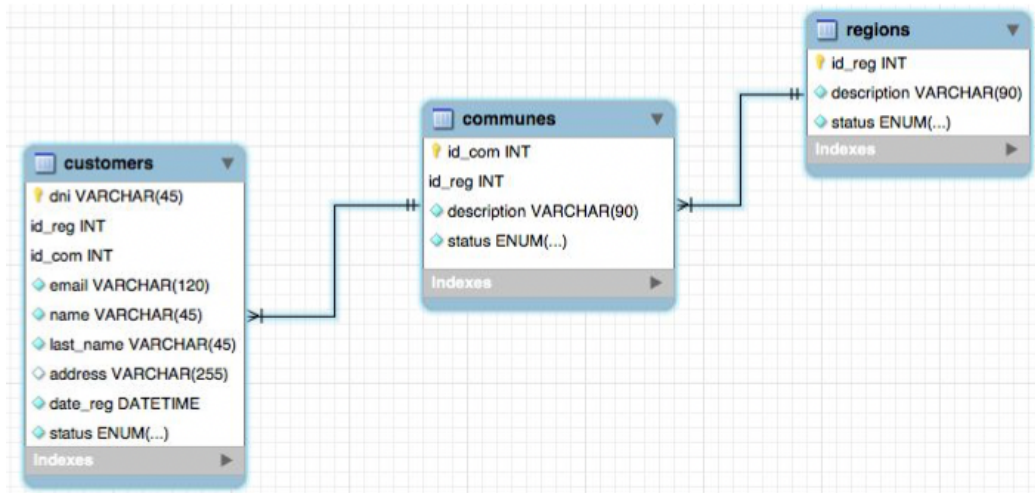 customers
dni VARCHAR(45)
id_reg INT
id_com INT
email VARCHAR(120)
name VARCHAR(45)
last_name VARCHAR(45)
address VARCHAR(255)
date_reg DATETIME
status ENUM(...)
Indexes
communes
id_com INT
id_reg INT
description VARCHAR(90)
status ENUM(...)
Indexes
regions
id_reg INT
description VARCHAR(90)
status ENUM(...)
Indexes